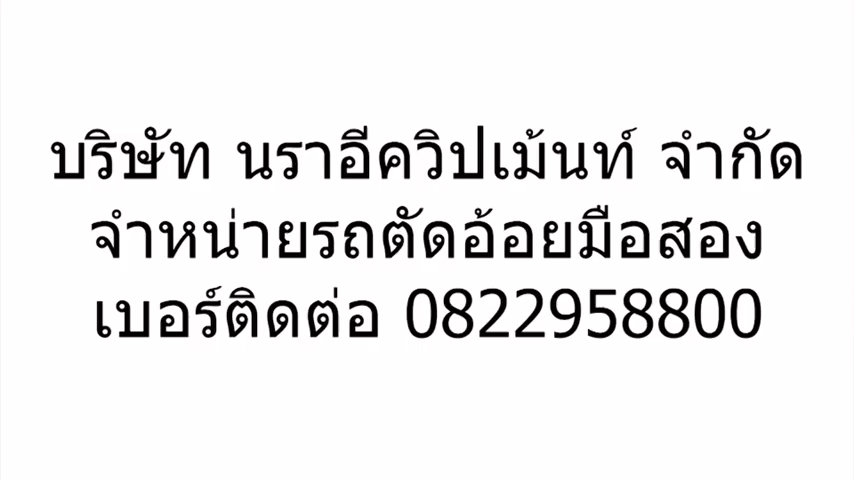 บริษัท นราอีควิปเม้นท์ จำกัด
จำหน่ายรถตัดอ้อยมือสอง
เบอร์ติดต่อ 0822958800